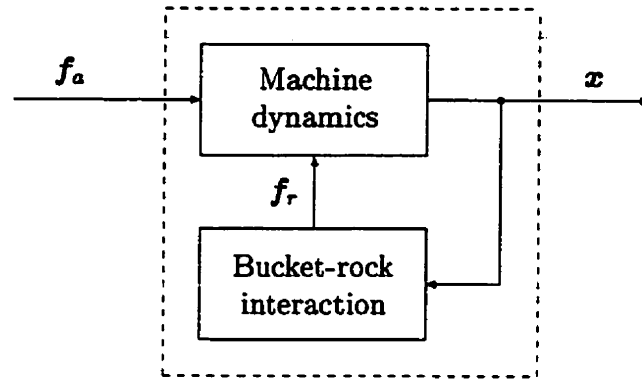 f_a
Machine
dynamics
x
f_r
Bucket-rock
interaction